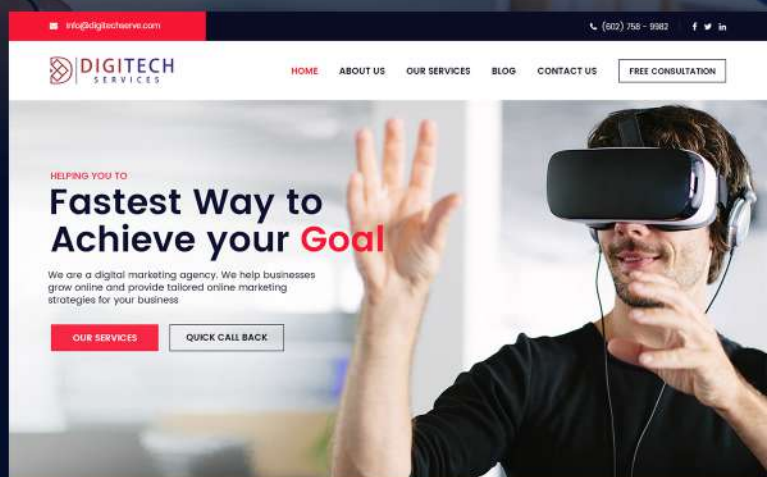 info@digitechserve.com
(602) 758 - 9982
DIGITECH
SERVICES
HOME ABOUT US OUR SERVICES BLOG CONTACT US FREE CONSULTATION
HELPING YOU TO
Fastest Way to
Achieve your Goal
We are a digital marketing agency. We help businesses
grow online and provide tailored online marketing
strategies for your business
OUR SERVICES QUICK CALL BACK